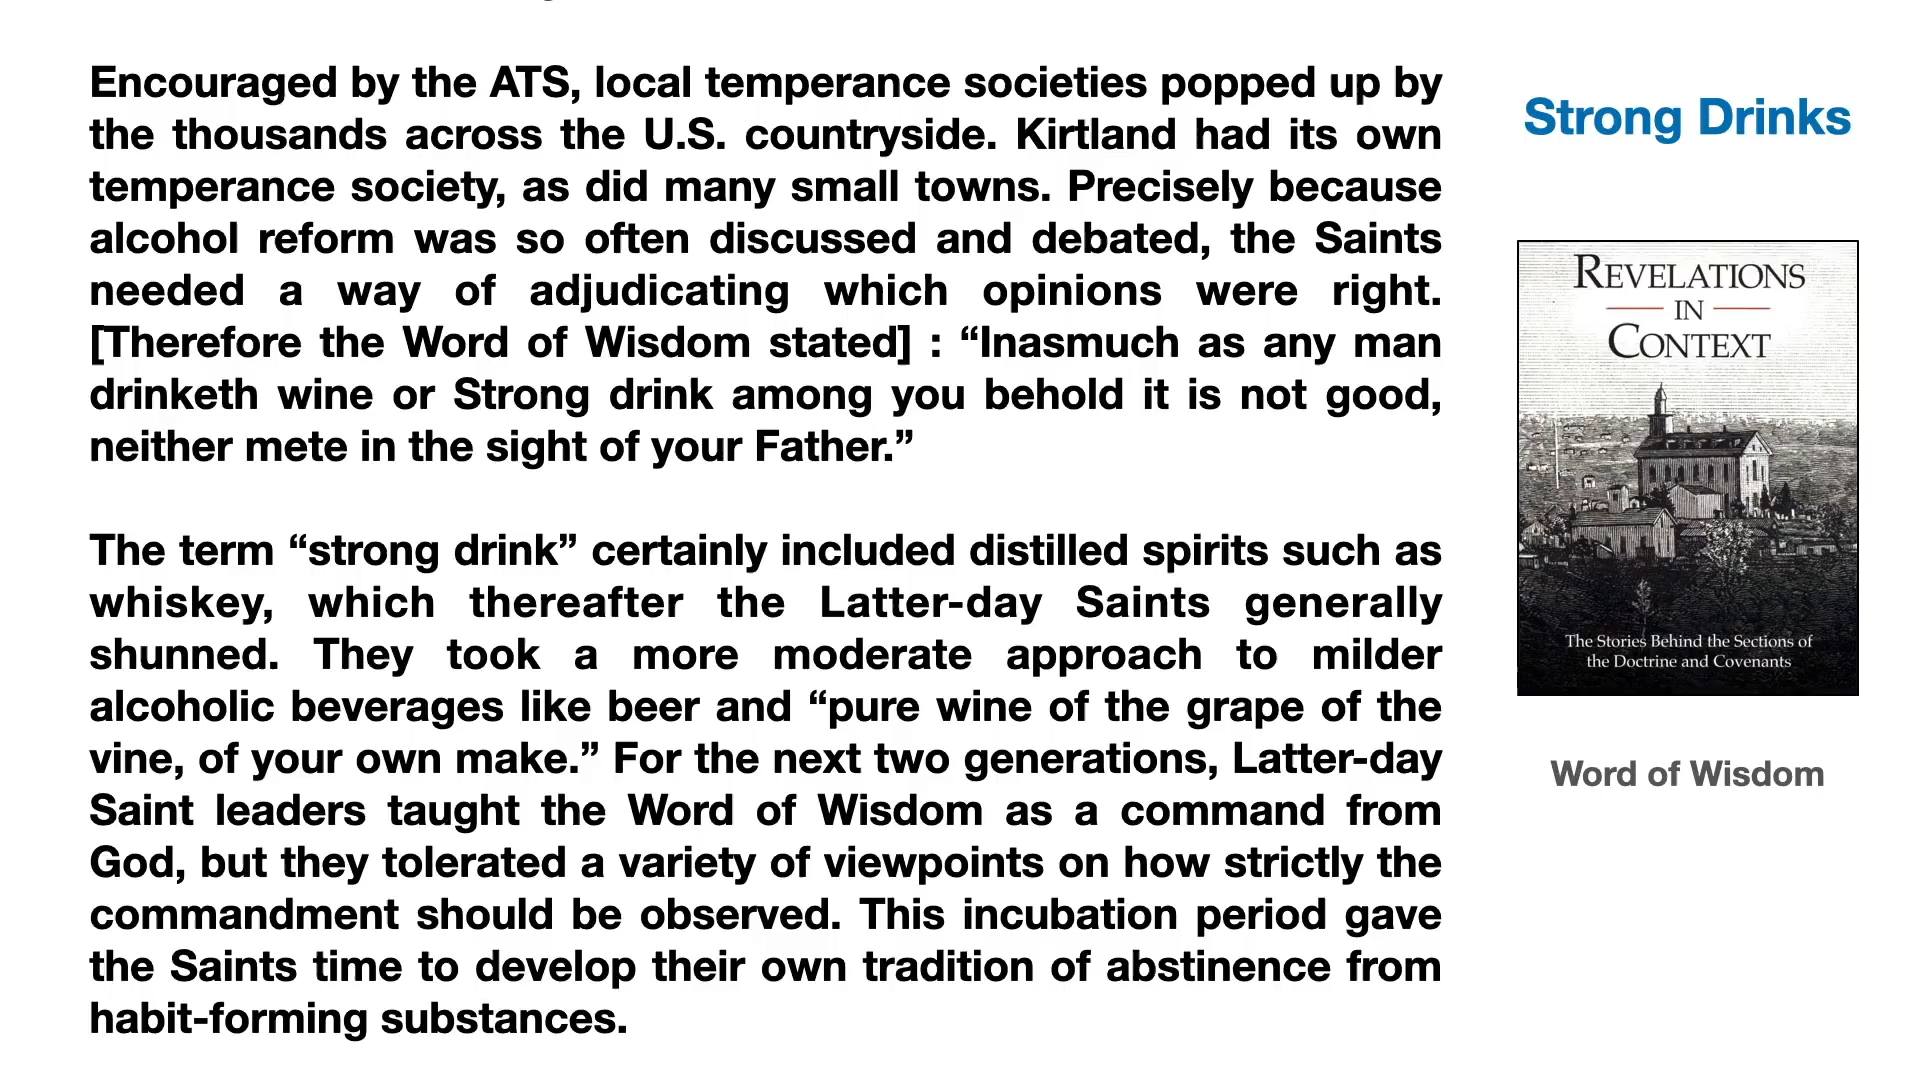 Encouraged by the ATS, local temperance societies popped up by
the thousands across the U.S. countryside. Kirtland had its own
temperance society, as did many small towns. Precisely because
alcohol reform was so often discussed and debated, the Saints
needed a way of adjudicating which opinions were right.
[Therefore the Word of Wisdom stated] : “Inasmuch as any man
drinketh wine or Strong drink among you behold it is not good,
neither mete in the sight of your Father.”
The term “strong drink” certainly included distilled spirits such as
whiskey, which thereafter the Latter-day Saints generally
shunned. They took a more moderate approach to milder
alcoholic beverages like beer and “pure wine of the grape of the
vine, of your own make.” For the next two generations, Latter-day
Saint leaders taught the Word of Wisdom as a command from
God, but they tolerated a variety of viewpoints on how strictly the
commandment should be observed. This incubation period gave
the Saints time to develop their own tradition of abstinence from
habit-forming substances.
Strong Drinks
REVELATIONS
IN
CONTEXT
The Stories Behind the Sections of
the Doctrine and Covenants
Word of Wisdom